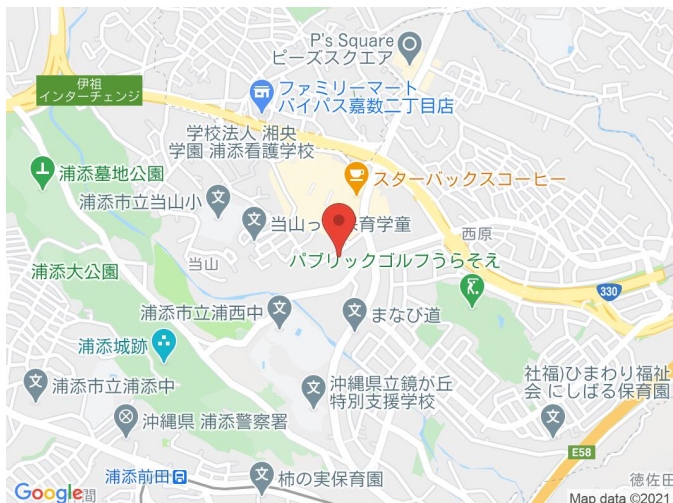 P's Square
ピーズスクエア
伊祖
インターチェンジ
ファミリーマート
バイパス嘉数二丁目店
学校法人 湘央
学園 浦添看護学校
浦添墓地公園
スターバックスコーヒー
浦添市立当山小
当山っ
保育学童
西原
当山
パブリックゴルフうらそえ
浦添大公園
330
浦添市立浦西中
まなび道
浦添城跡
浦添市立浦添中
沖縄県立鏡が丘
特別支援学校
社福)ひまわり福祉
会 にしばる保育園
沖縄県 浦添警察署
E58
浦添前田
柿の実保育園
徳佐田
Google
間
Map data ©2021